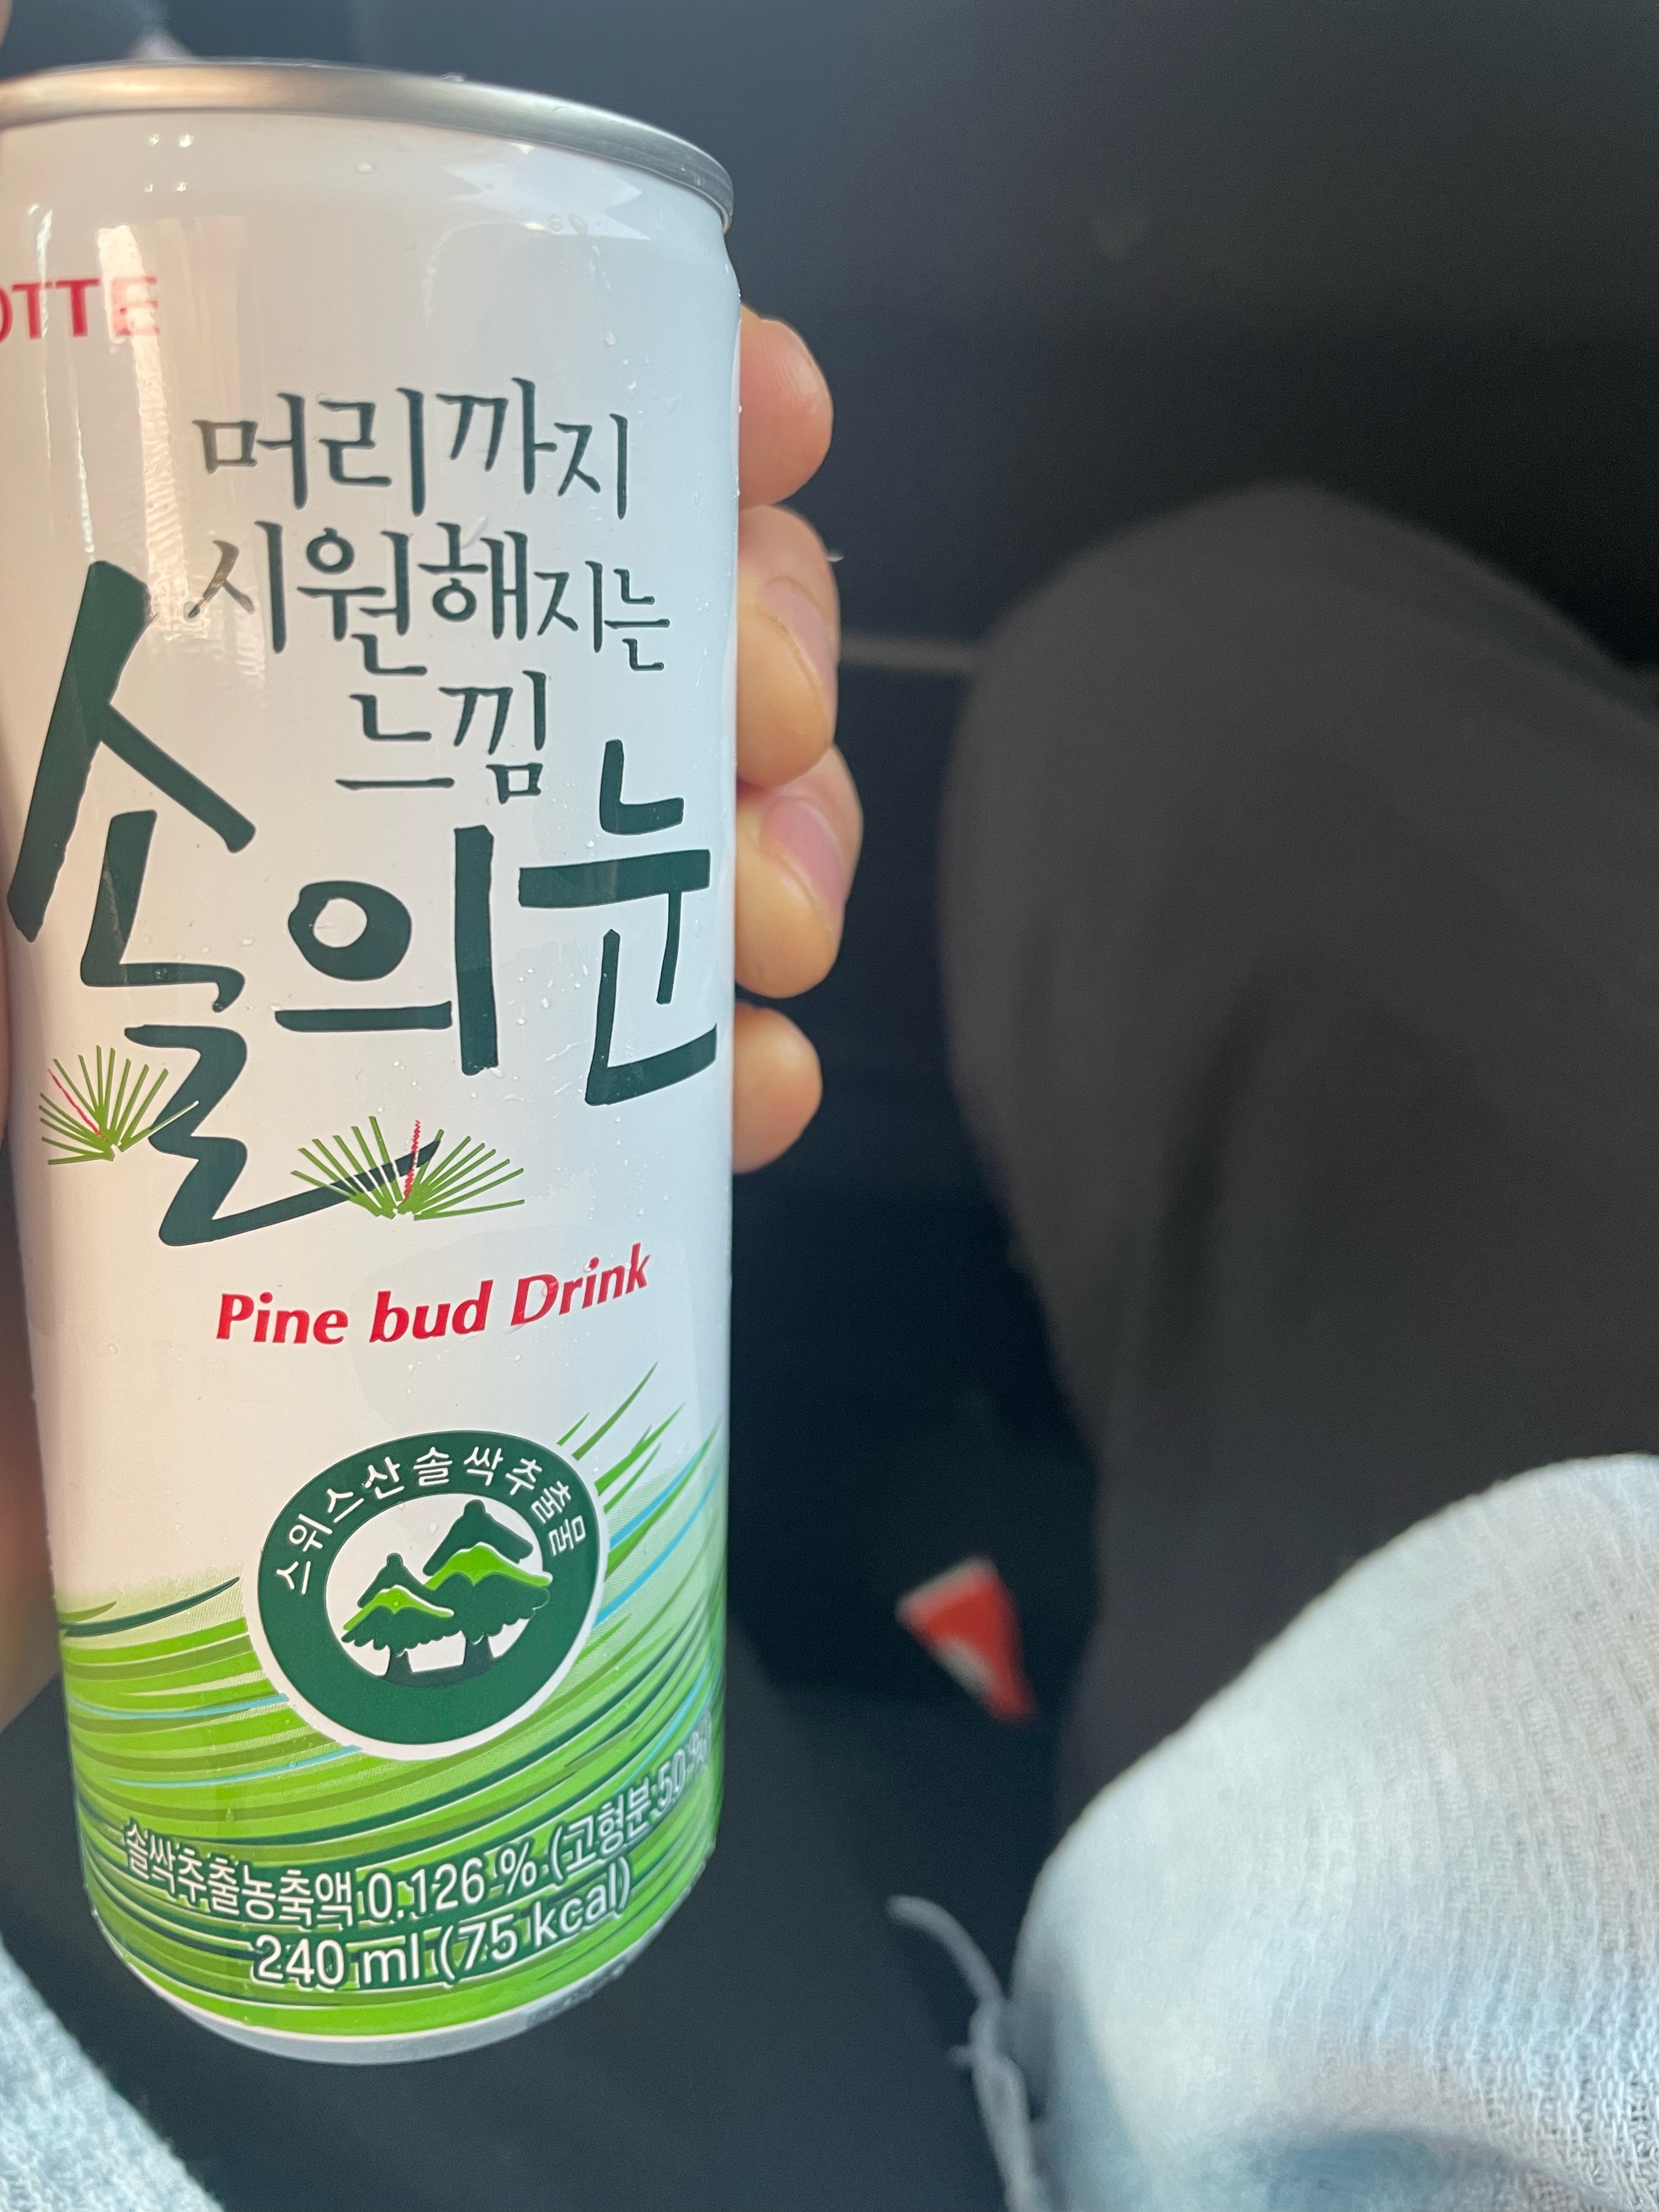 OTTE
머리까지
시원해지는
느낌
솔의눈
Pine bud Drink
스위스산솔싹추출물
솔싹추출농축액 0.126 % (고형분 50 %)
240 ml (75 kcal)